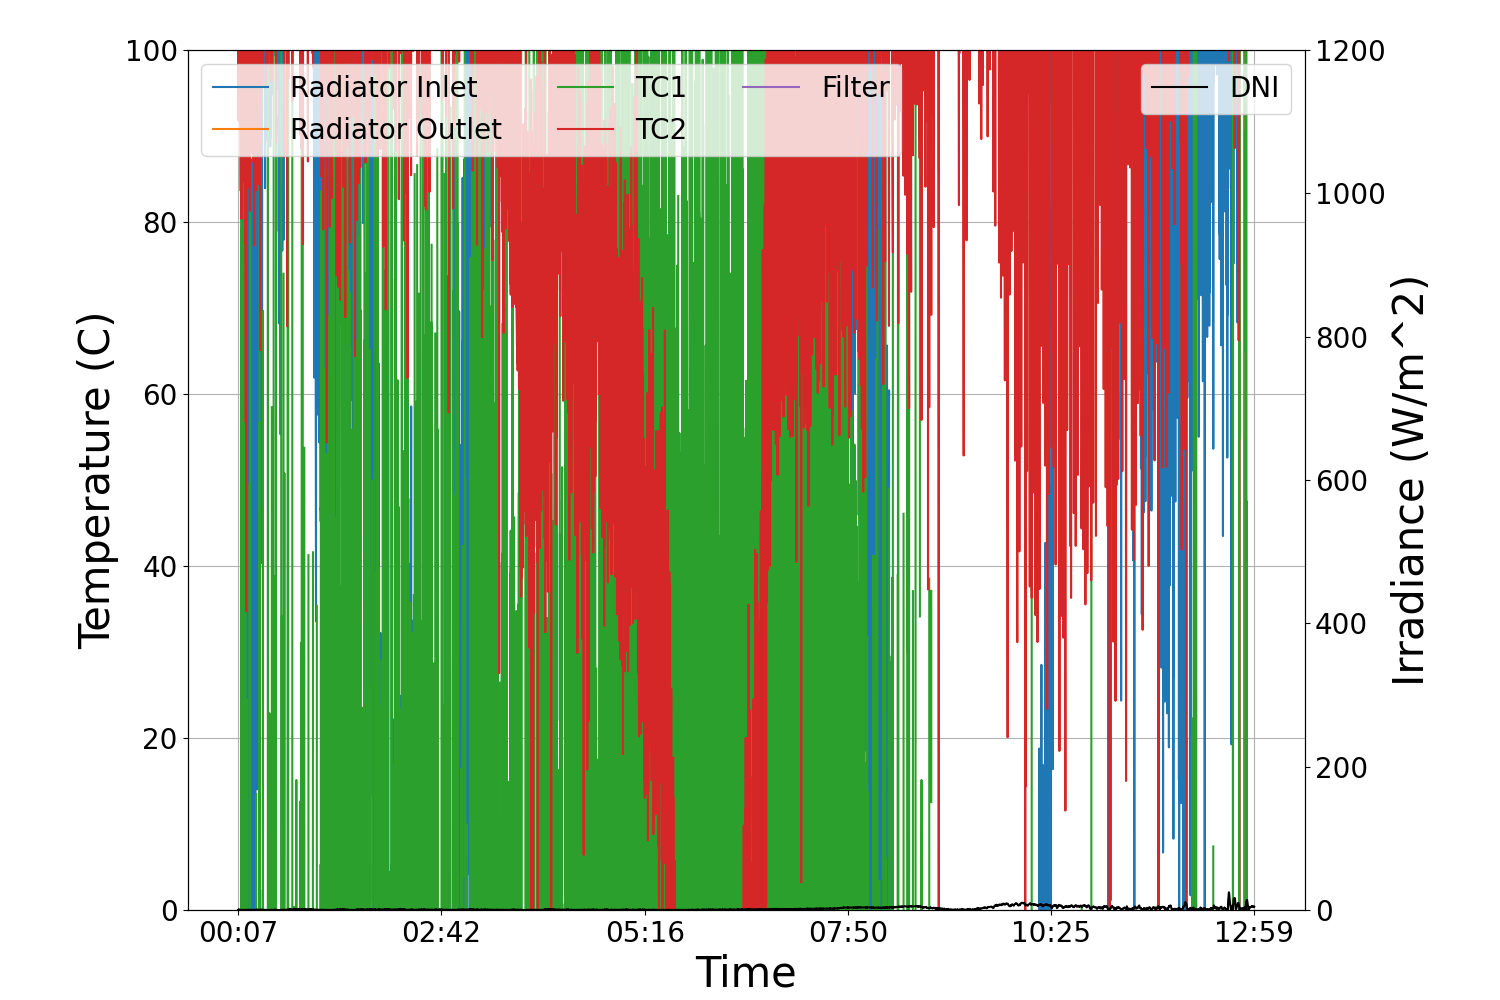 Radiator Inlet
Radiator Outlet
TC1
TC2
Filter
DNI
Temperature (C)
100
80
60
40
20
0
1200
1000
800
600
400
200
0
Irradiance (W/m^2)
00:07 02:42 05:16 07:50 10:25 12:59
Time